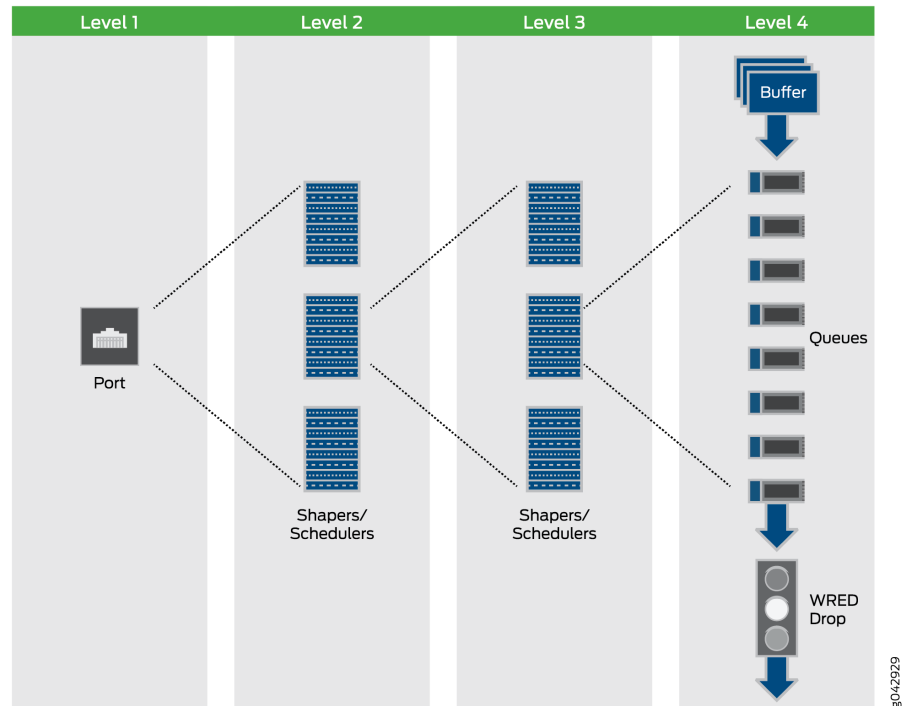 Level 1
Level 2
Level 3
Level 4
Buffer
Port
Shapers/
Schedulers
Shapers/
Schedulers
Queues
WRED
Drop
g042929